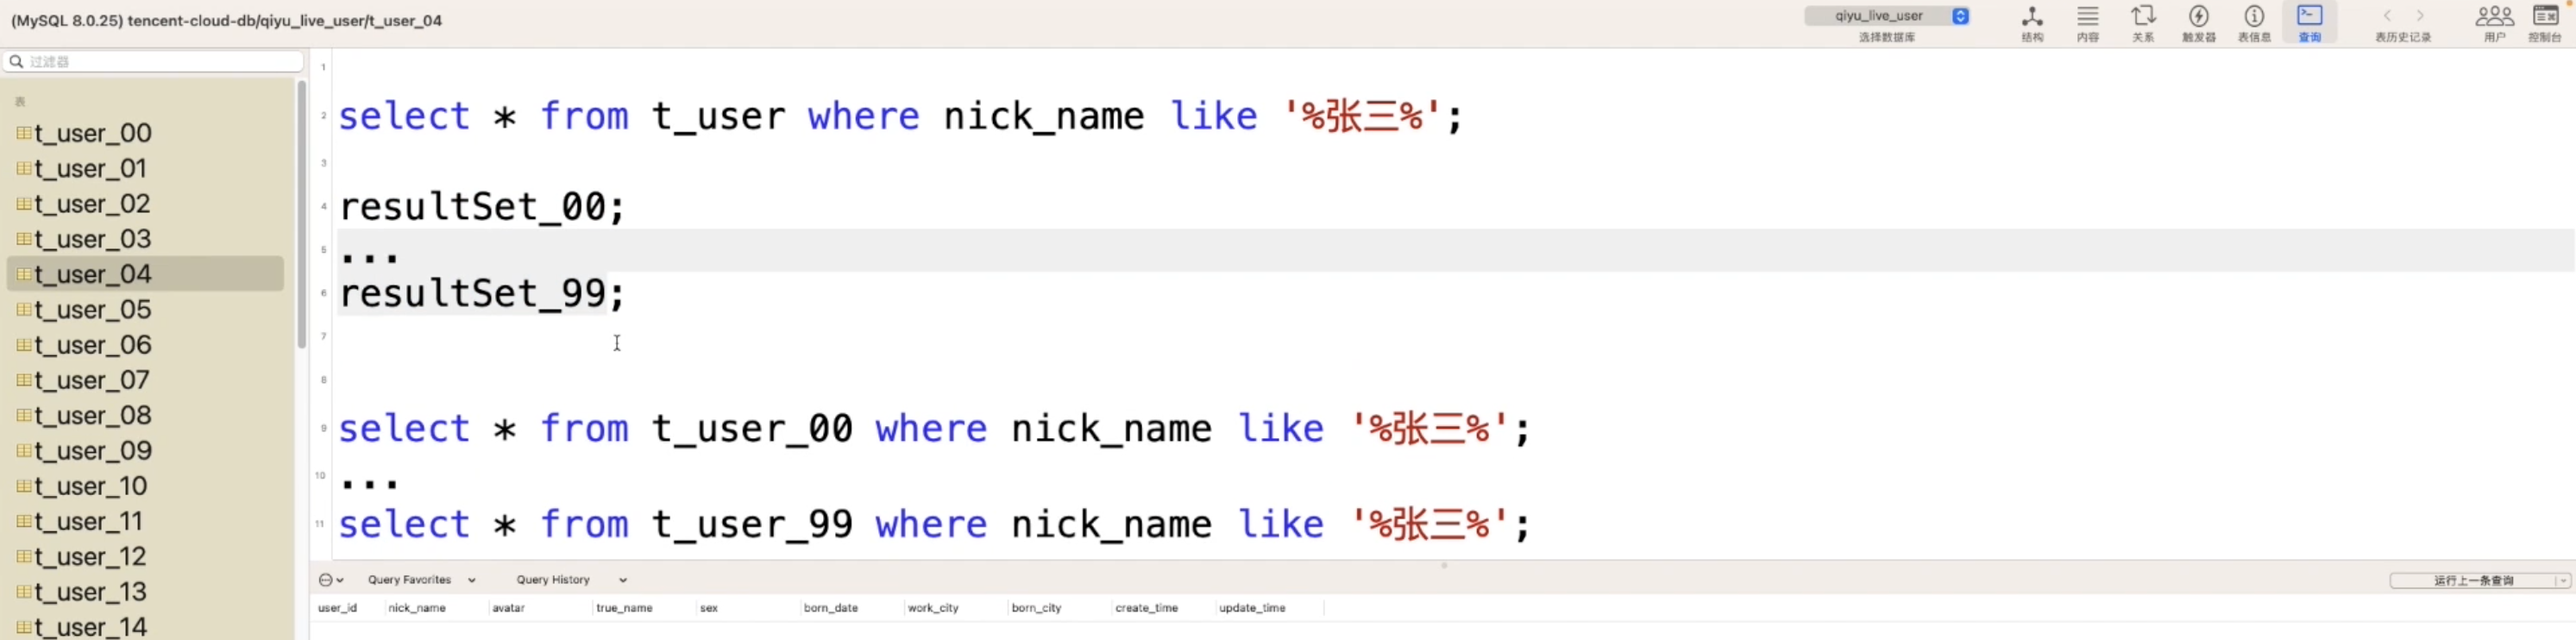 (MySQL 8.0.25) tencent-cloud-db/qiyu_live_user/t_user_04
qiyu_live_user
选择数据库
结构
内容
关系
触发器
表信息
查询
表历史记录
用户
控制台
过滤器
表
t_user_00
t_user_01
t_user_02
t_user_03
t_user_04
t_user_05
t_user_06
t_user_07
t_user_08
t_user_09
t_user_10
t_user_11
t_user_12
t_user_13
t_user_14
1
2 select * from t_user where nick_name like '%张三%';
3
4 resultSet_00;
5 ...
6 resultSet_99;
7
8
9 select * from t_user_00 where nick_name like '%张三%';
10 ...
11 select * from t_user_99 where nick_name like '%张三%';
Query Favorites Query History 运行上一条查询
user_id nick_name avatar true_name sex born_date work_city born_city create_time update_time